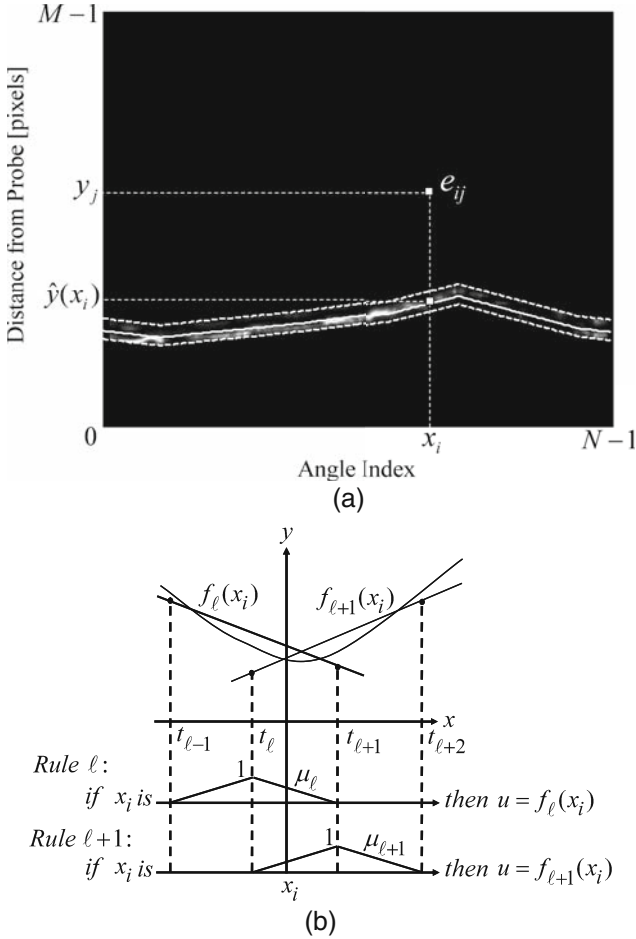 M − 1
Distance from Probe [pixels]
y_j
e_ij
ŷ(x_i)
0
x_i
N − 1
Angle Index
(a)
y
f_ℓ(x_i)
f_ℓ+1(x_i)
x
t_ℓ−1
t_ℓ
t_ℓ+1
t_ℓ+2
Rule ℓ:
1
μ_ℓ
if x_i is
then u = f_ℓ(x_i)
Rule ℓ+1:
1
μ_ℓ+1
if x_i is
then u = f_ℓ+1(x_i)
x_i
(b)